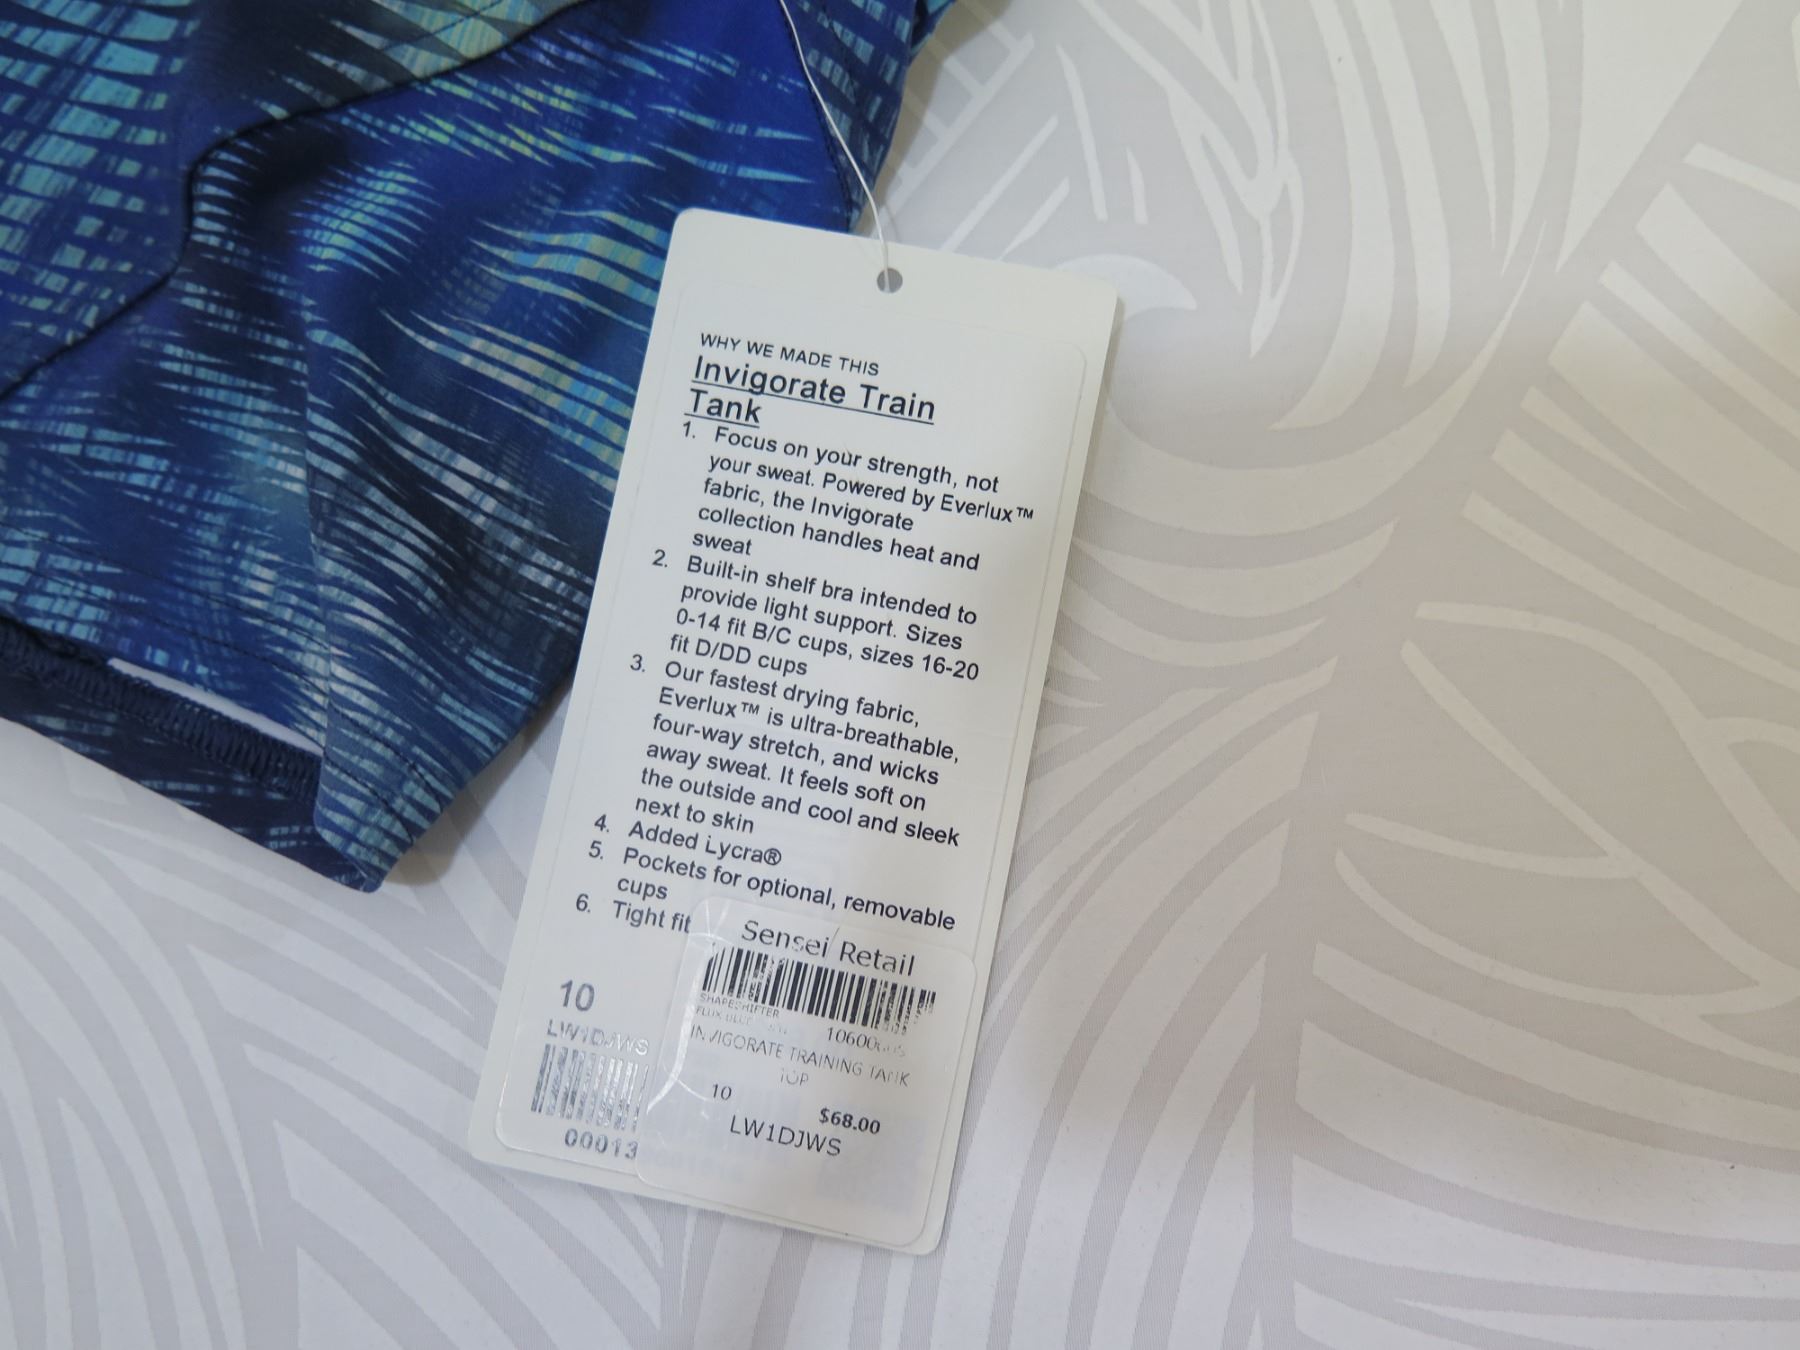 WHY WE MADE THIS
Invigorate Train
Tank
1. Focus on your strength, not
your sweat. Powered by Everlux™
fabric, the Invigorate
collection handles heat and
sweat
2. Built-in shelf bra intended to
provide light support. Sizes
0-14 fit B/C cups, sizes 16-20
fit D/DD cups
3. Our fastest drying fabric,
Everlux™ is ultra-breathable,
four-way stretch, and wicks
away sweat. It feels soft on
the outside and cool and sleek
next to skin
4. Added Lycra®
5. Pockets for optional, removable
cups
6. Tight fit
10
LW1DJWS
Sensei Retail
SHAPESHIFTER
INVIGORATE TRAINING TANK
TOP
10
$68.00
LW1DJWS